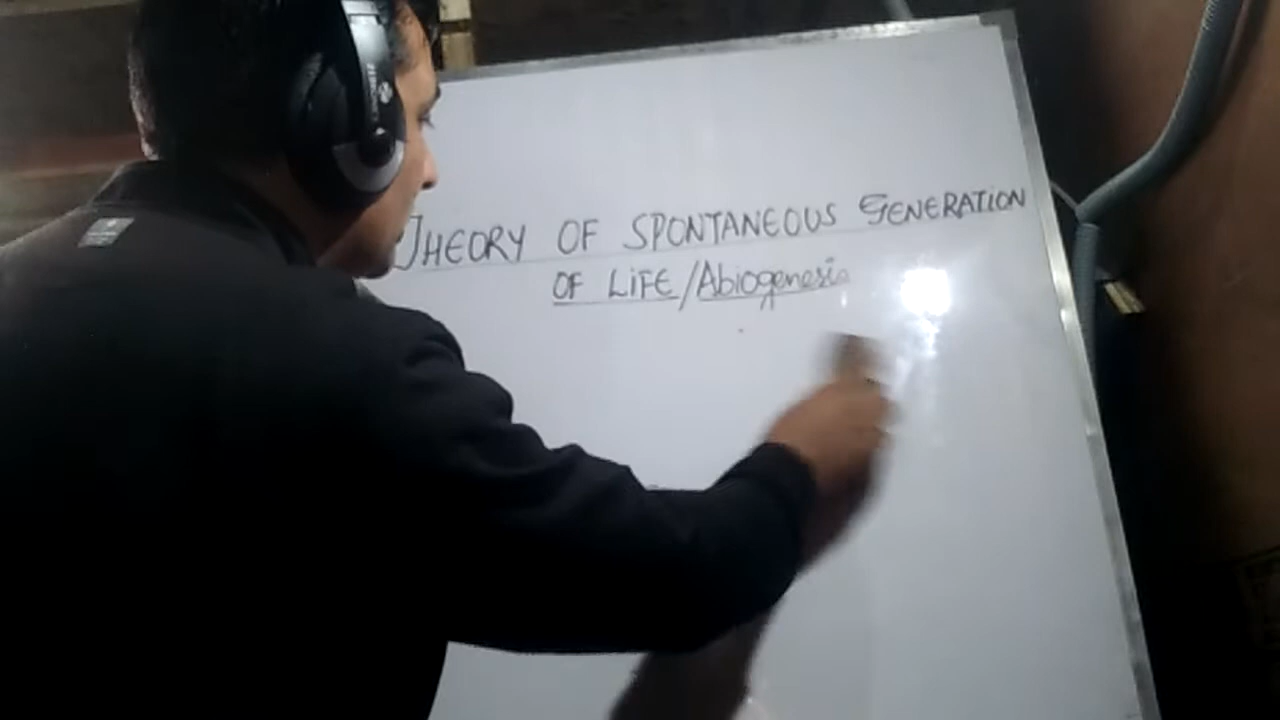 THEORY OF SPONTANEOUS GENERATION
OF LiFE/Abiogenesis